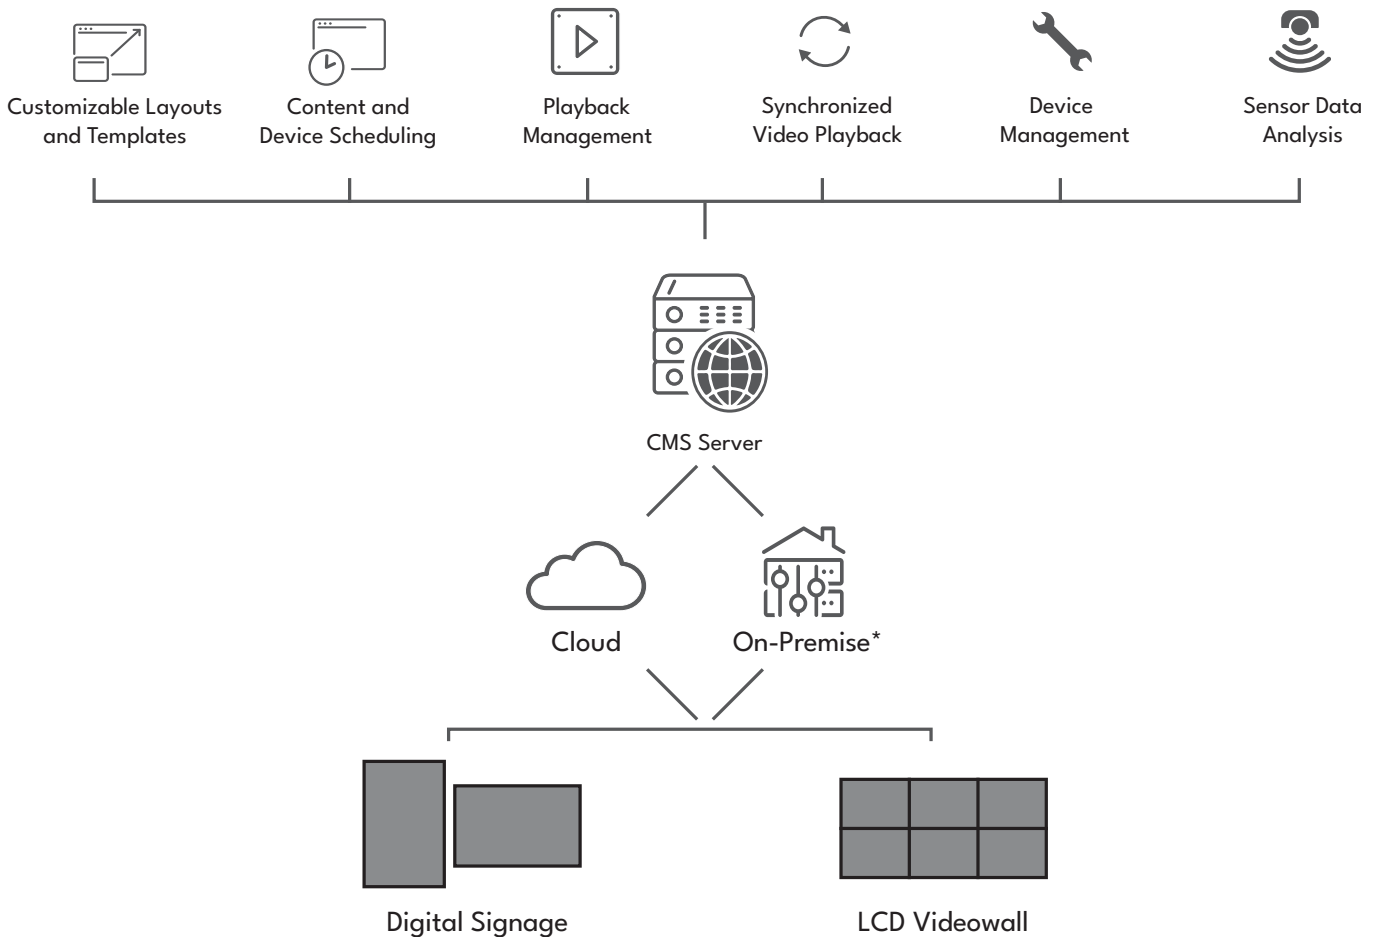 Customizable Layouts
and Templates
Content and
Device Scheduling
Playback
Management
Synchronized
Video Playback
Device
Management
Sensor Data
Analysis
CMS Server
Cloud
On-Premise*
Digital Signage
LCD Videowall